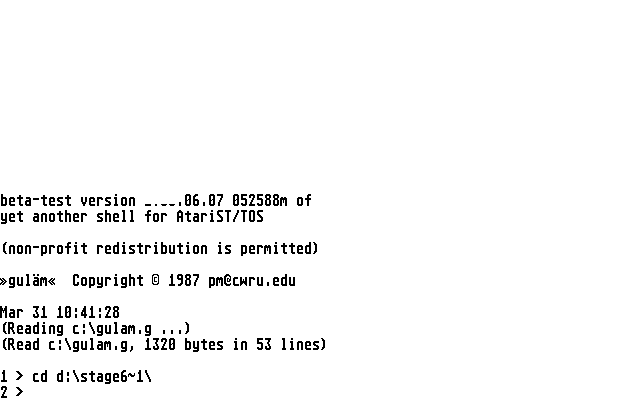 beta-test version .06.07 052588m of
yet another shell for AtariST/TOS
(non-profit redistribution is permitted)
»guläm« Copyright © 1987 pm@cwru.edu
Mar 31 10:41:28
(Reading c:\gulam.g ...)
(Read c:\gulam.g, 1320 bytes in 53 lines)
1 > cd d:\stage6~1\
2 >